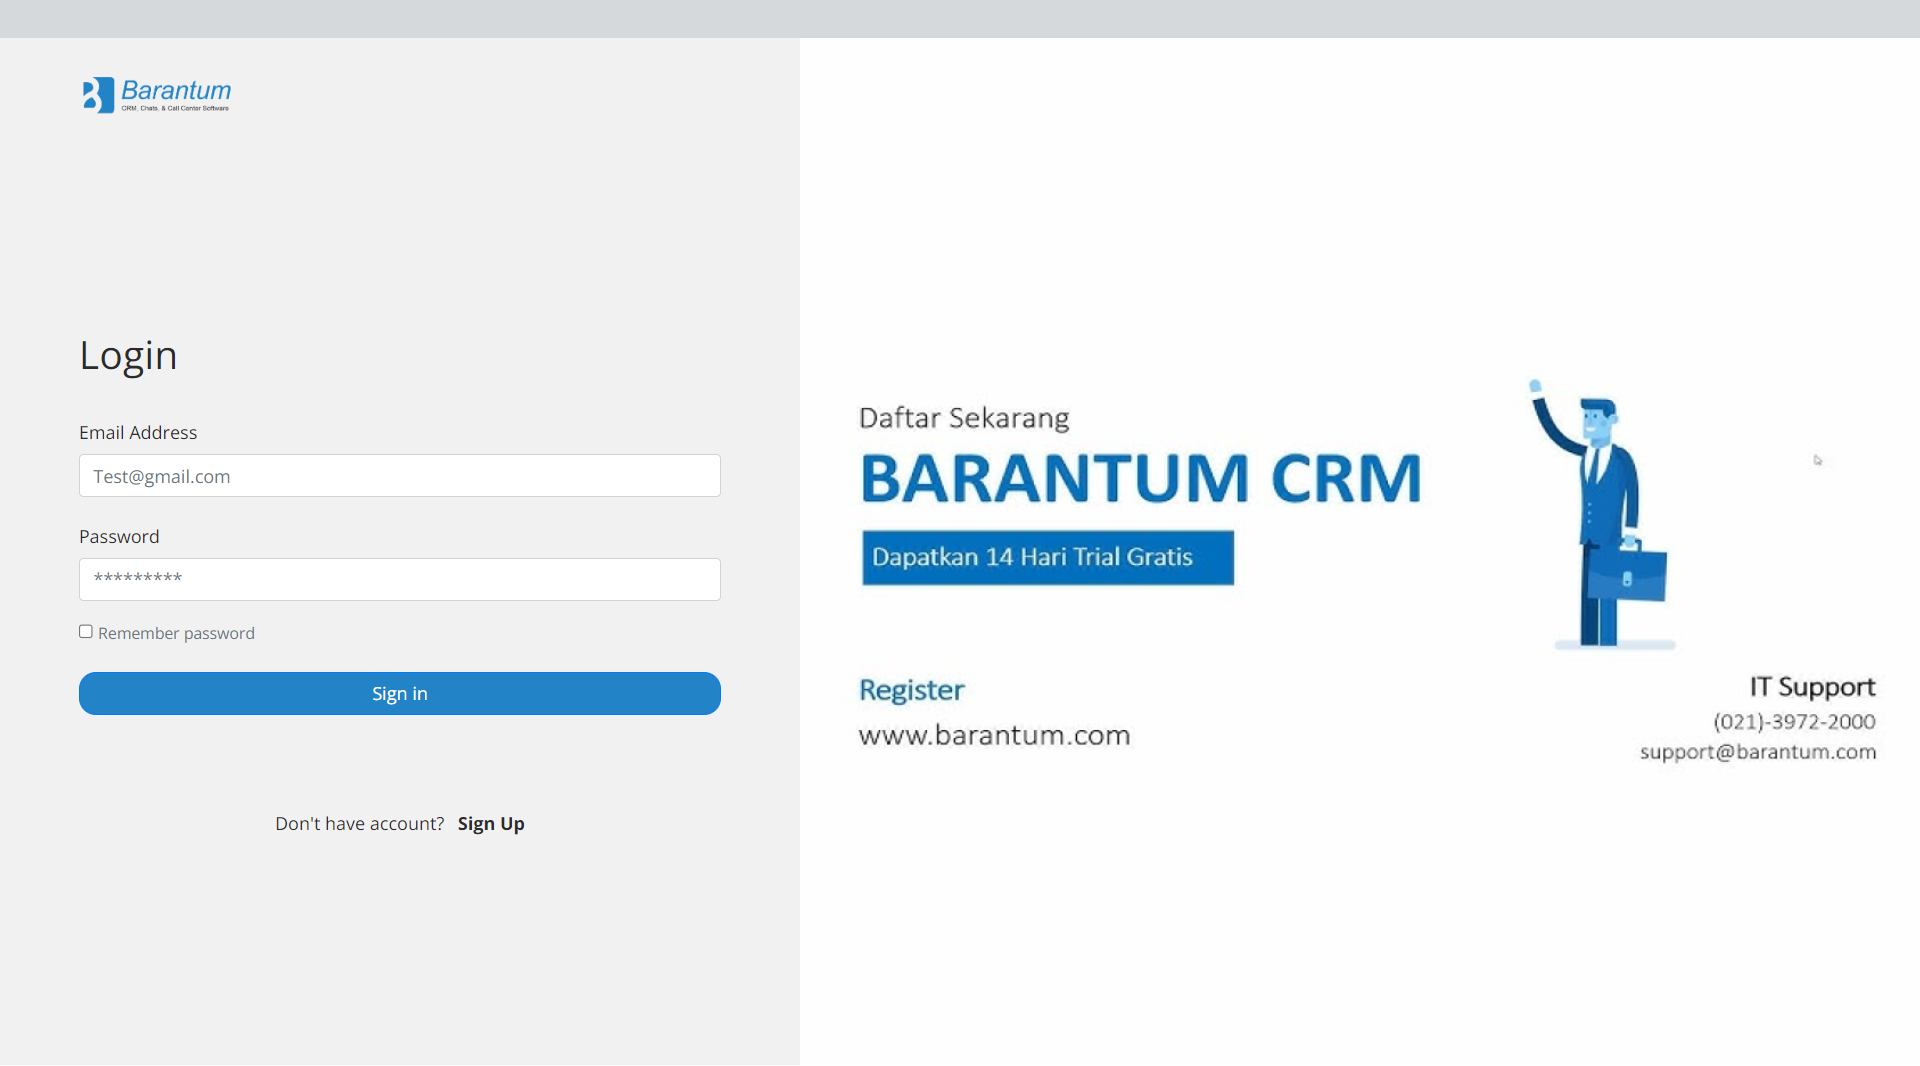 Barantum
CRM, Chats, & Call Center Software
Login
Email Address
Test@gmail.com
Password
*********
Remember password
Sign in
Don't have account? Sign Up
Daftar Sekarang
BARANTUM CRM
Dapatkan 14 Hari Trial Gratis
Register
www.barantum.com
IT Support
(021)-3972-2000
support@barantum.com